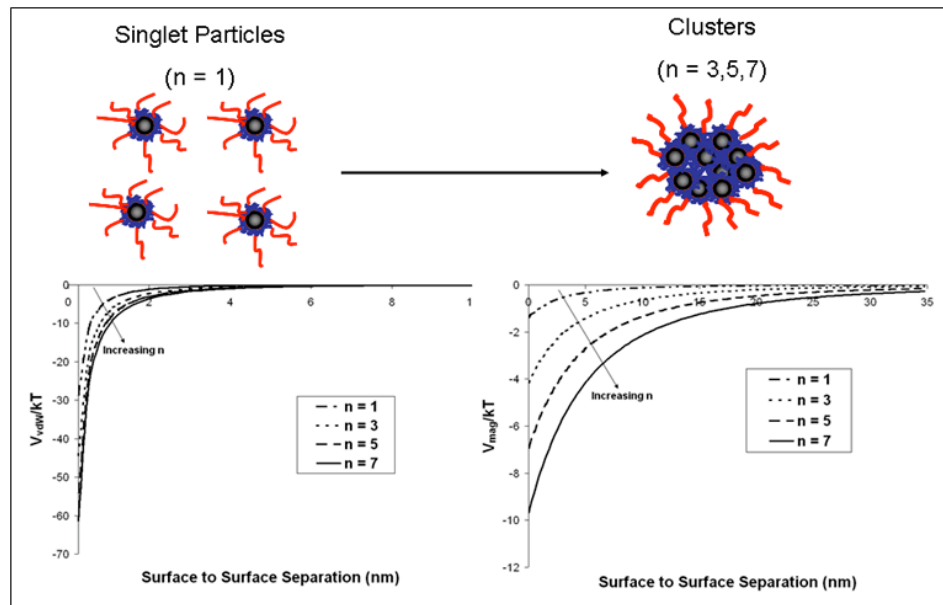 Singlet Particles
(n = 1)
Clusters
(n = 3,5,7)
0 2 4 6 8 1
0
-10
-20
-30
-40
-50
-60
-70
V_vdW/kT
Increasing n
n = 1
n = 3
n = 5
n = 7
Surface to Surface Separation (nm)
0 5 10 15 20 25 30 35
0
-2
-4
-6
-8
-10
-12
V_mag/kT
Increasing n
n = 1
n = 3
n = 5
n = 7
Surface to Surface Separation (nm)